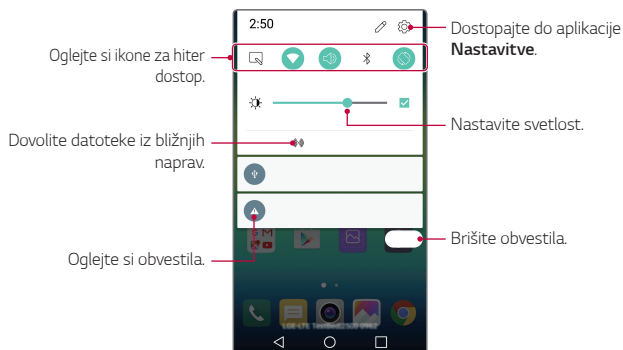 2:50
Dostopajte do aplikacije
Nastavitve.
Oglejte si ikone za hiter
dostop.
Nastavite svetlost.
Dovolite datoteke iz bližnjih
naprav.
Brišite obvestila.
Oglejte si obvestila.